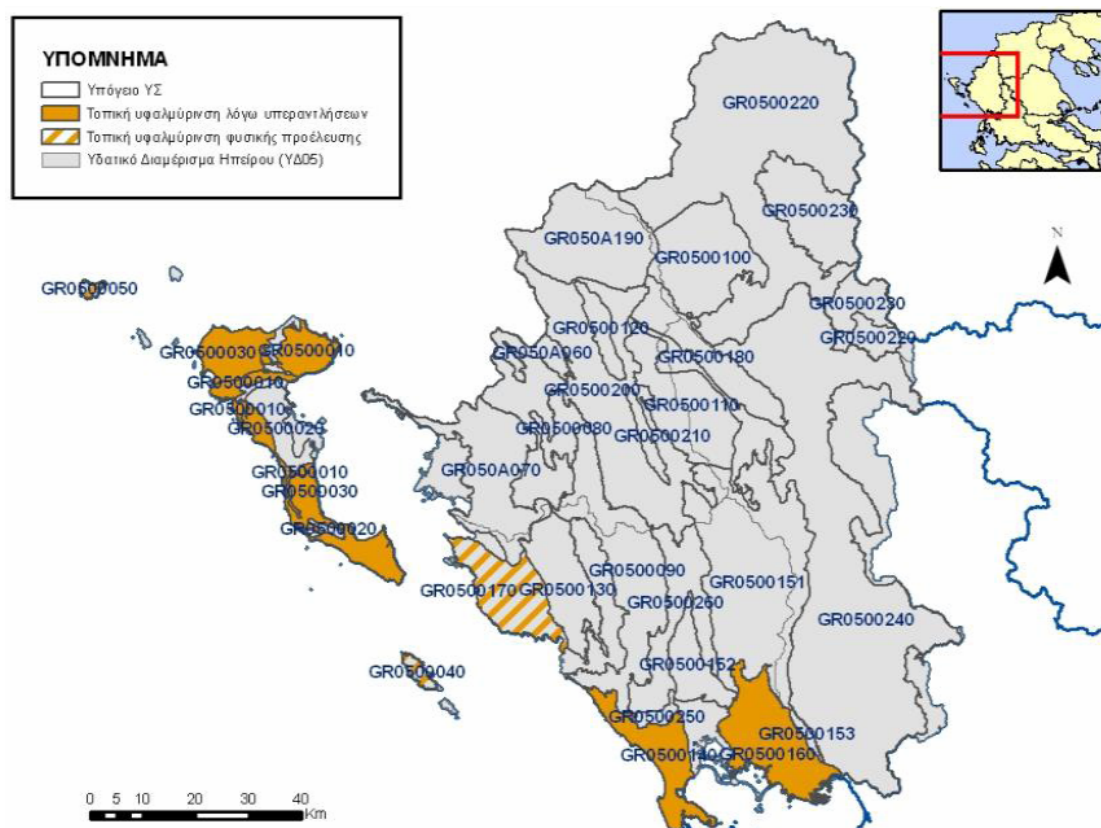 ΥΠΟΜΝΗΜΑ
Υπόγειο ΥΣ
Τοπική υφαλμύρινση λόγω υπεραντλήσεων
Τοπική υφαλμύρινση φυσικής προέλευσης
Υδατικό Διαμέρισμα Ηπείρου (ΥΔ05)
GR0500220
GR0500230
GR050A190
GR0500100
N
GR0500050
GR0500230
GR0500120
GR0500220
GR0500030
GR0500010
GR050A060
GR0500180
GR0500010
GR0500200
GR0500010
GR0500110
GR0500020
GR0500080
GR0500210
GR0500010
GR050A070
GR0500030
GR0500020
GR0500090
GR0500151
GR0500170
GR0500130
GR0500260
GR0500240
GR0500040
GR0500152
GR0500250
GR0500153
GR0500140
GR0500160
0 5 10 20 30 40
Km